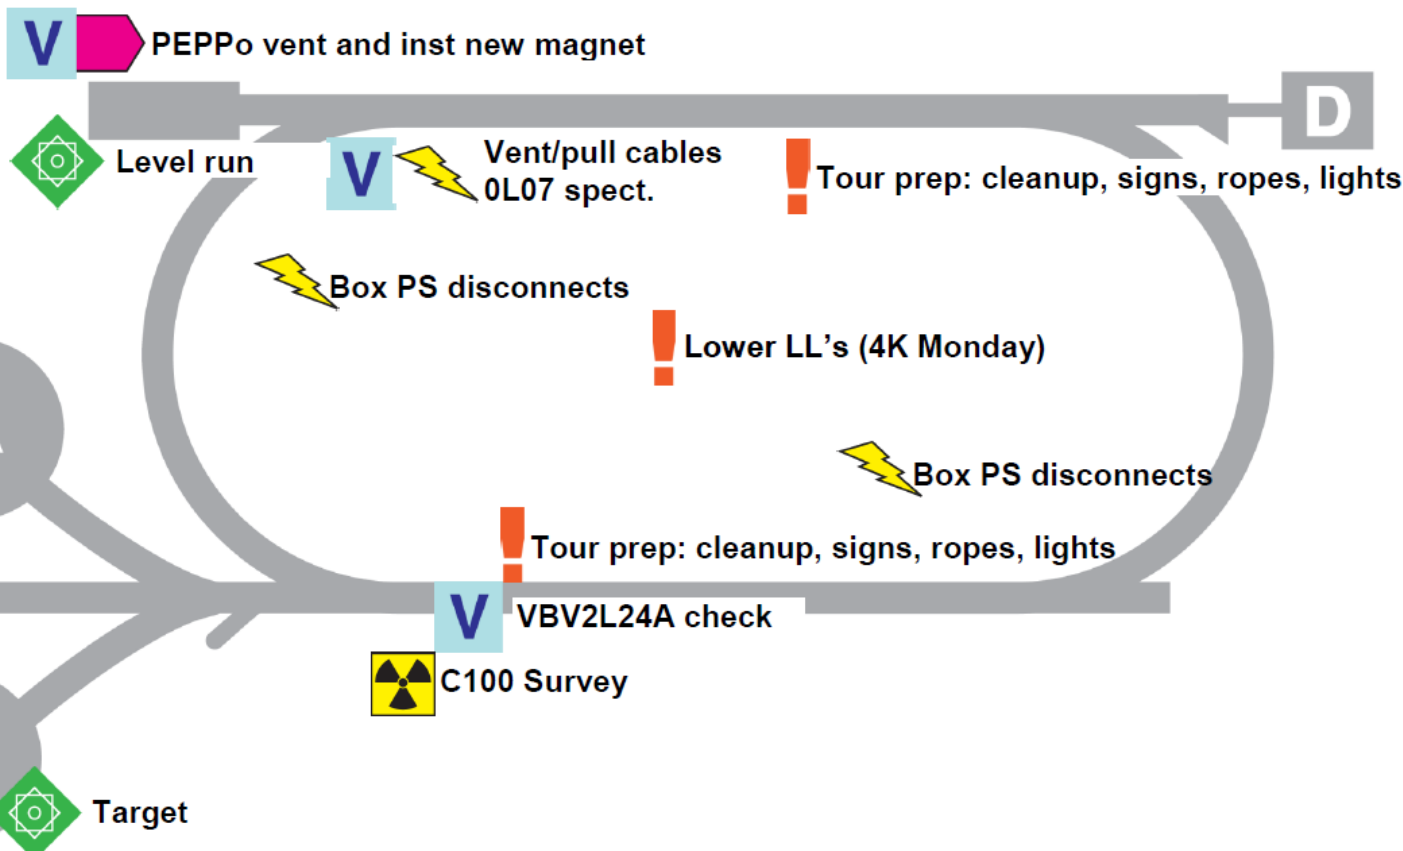 V PEPPo vent and inst new magnet
D
Level run
V Vent/pull cables
0L07 spect.
Tour prep: cleanup, signs, ropes, lights
Box PS disconnects
Lower LL’s (4K Monday)
Box PS disconnects
Tour prep: cleanup, signs, ropes, lights
V VBV2L24A check
C100 Survey
Target